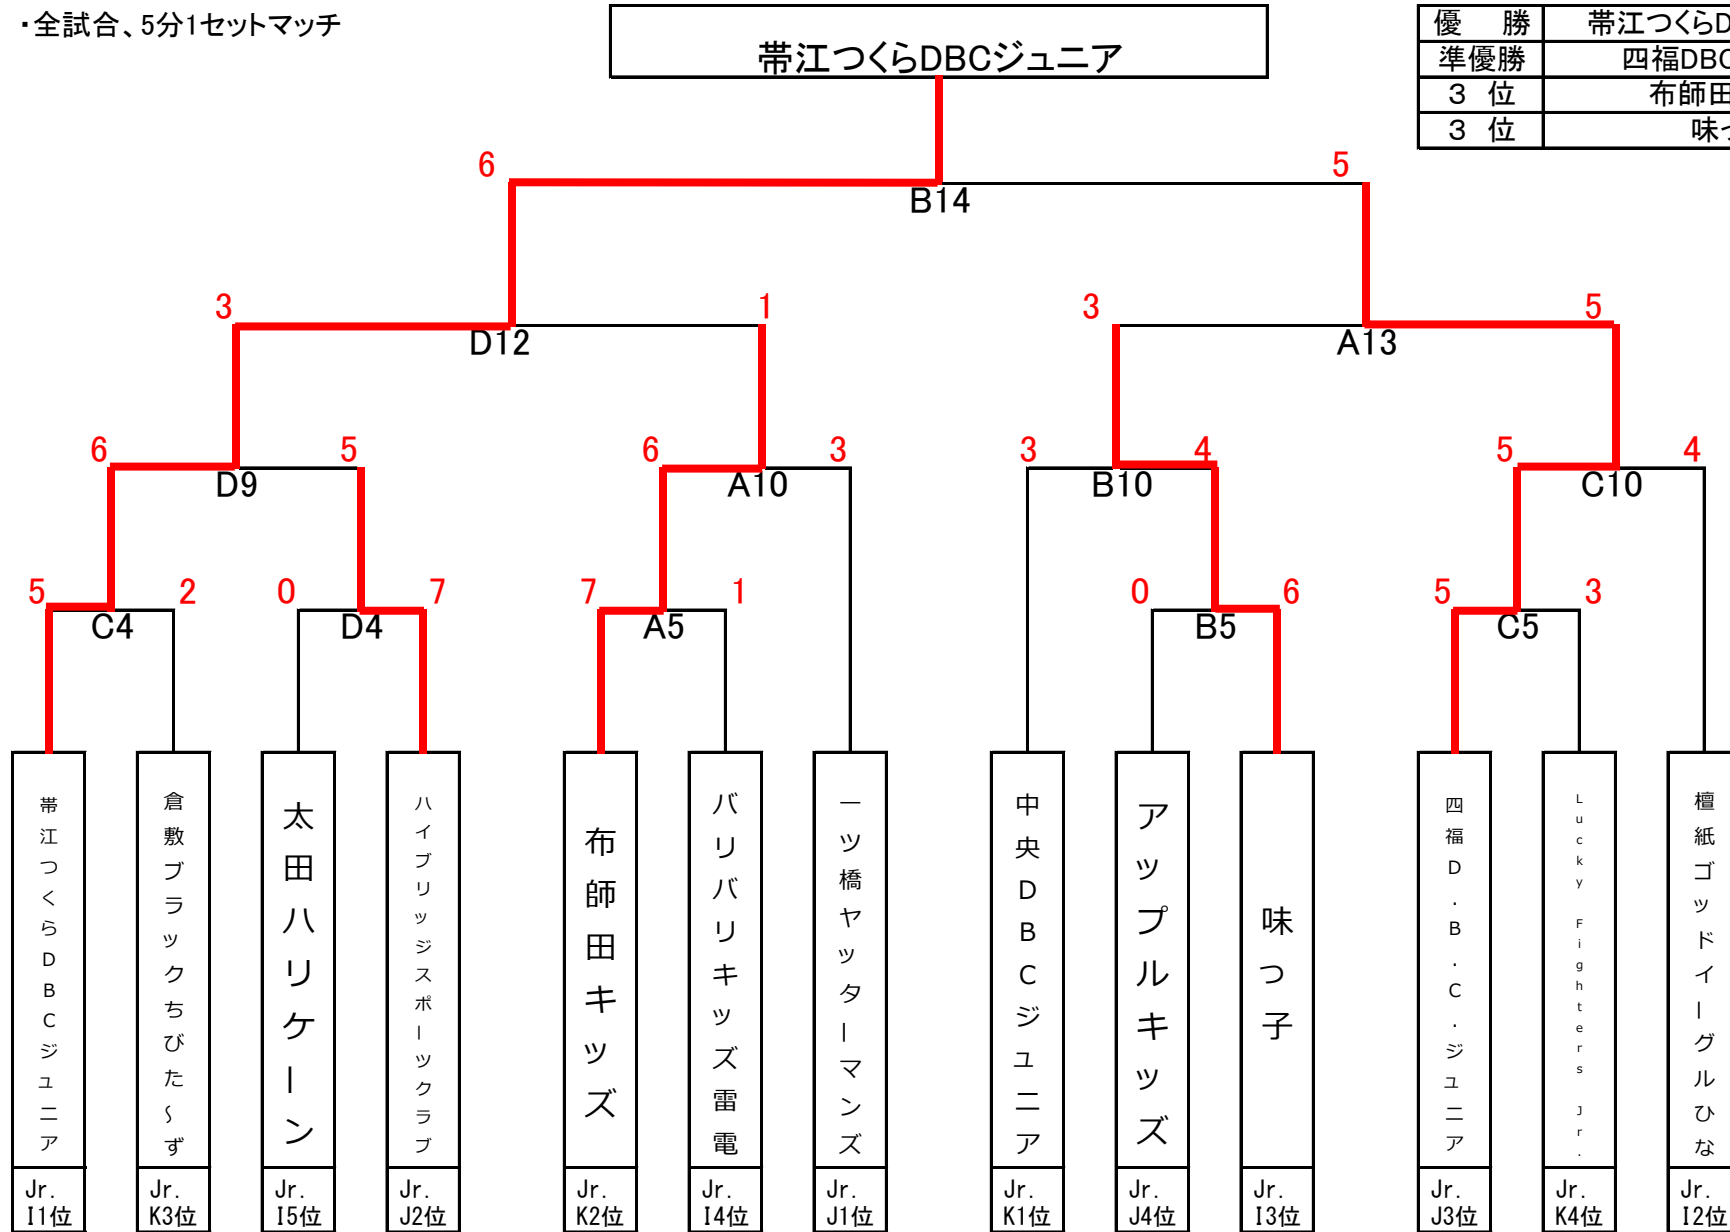 ・全試合、5分1セットマッチ
帯江つくらDBCジュニア
優　勝 帯江つくらD
準優勝 四福DBC
3 位 布師田
3 位 味っ
6 5
B14
3 1 3 5
D12 A13
6 5 6 3 3 4 5 4
D9 A10 B10 C10
5 2 0 7 7 1 0 6 5 3
C4 D4 A5 B5 C5
帯江つくらDBCジュニア
倉敷ブラックちびた～ず
太田ハリケーン
ハイブリッジスポーツクラブ
布師田キッズ
バリバリキッズ雷電
一ツ橋ヤッターマンズ
中央DBCジュニア
アップルキッズ
味っ子
四福D.B.C.ジュニア
Lucky Fighters Jr.
檀紙ゴッドイーグルひな
Jr. Jr. Jr. Jr. Jr. Jr. Jr. Jr. Jr. Jr. Jr. Jr. Jr.
I1位 K3位 I5位 J2位 K2位 I4位 J1位 K1位 J4位 I3位 J3位 K4位 I2位